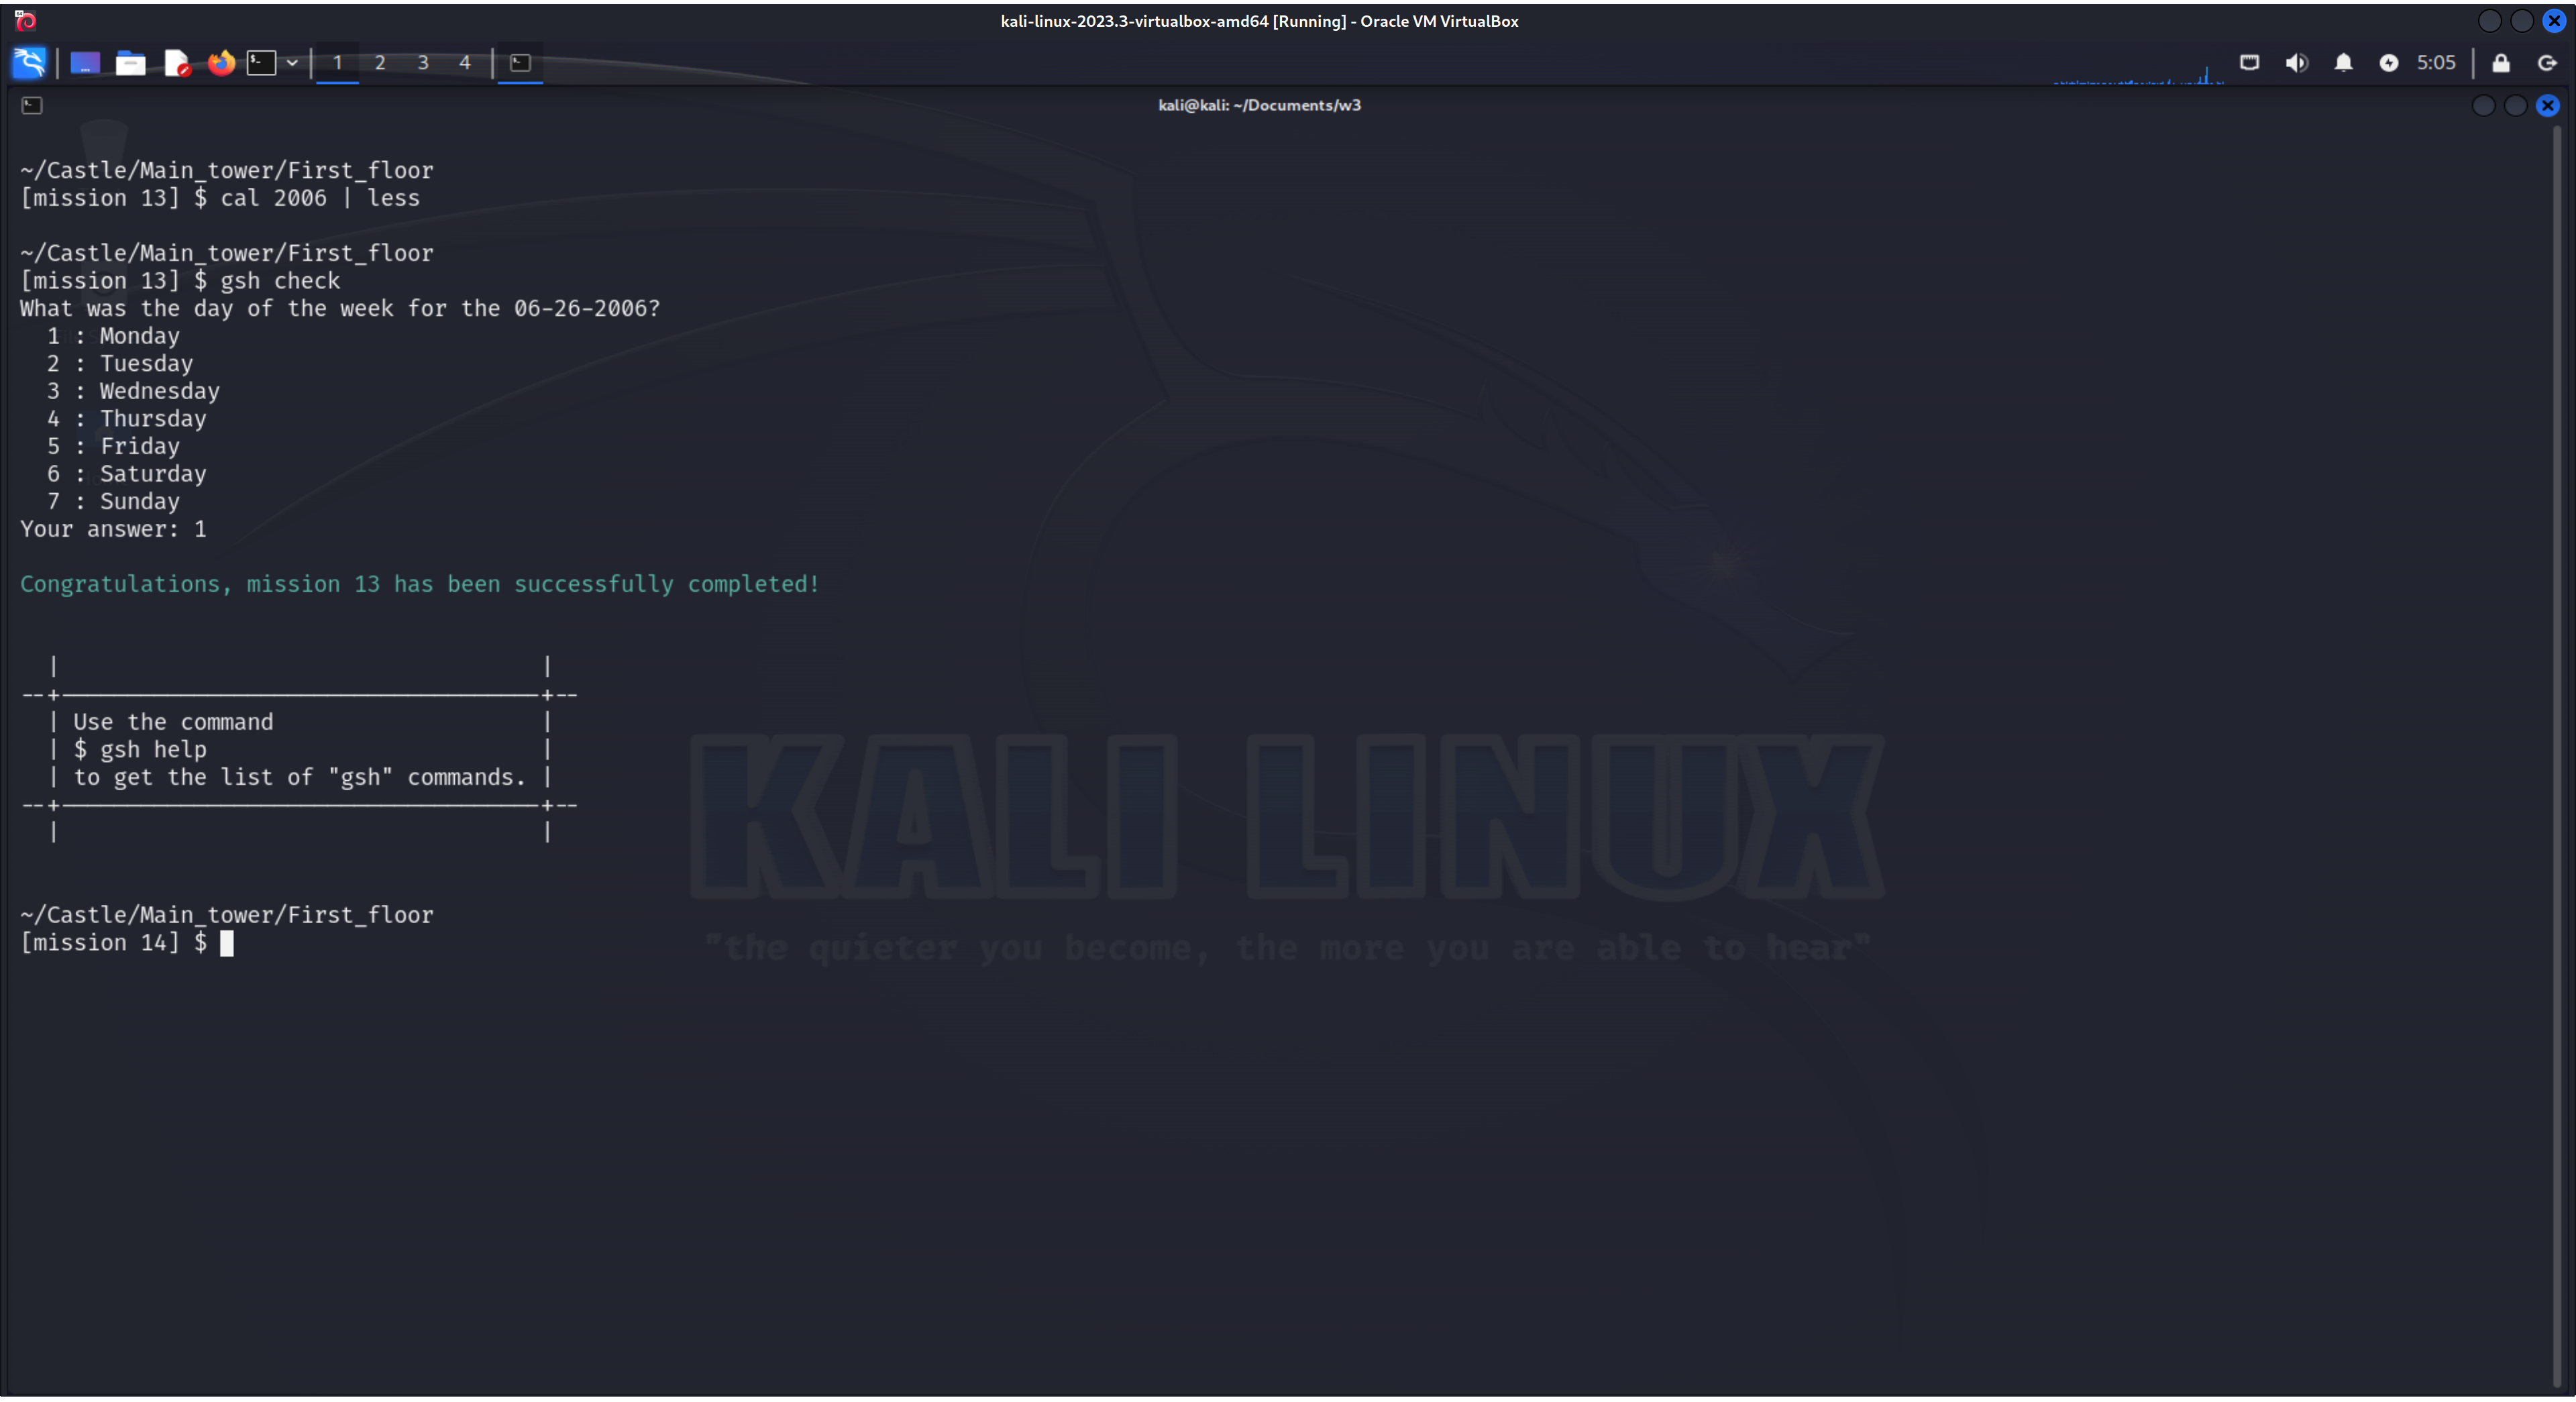 kali-linux-2023.3-virtualbox-amd64 [Running] - Oracle VM VirtualBox
1 2 3 4 5:05
kali@kali: ~/Documents/w3
~/Castle/Main_tower/First_floor
[mission 13] $ cal 2006 | less
~/Castle/Main_tower/First_floor
[mission 13] $ gsh check
What was the day of the week for the 06-26-2006?
1 : Monday
2 : Tuesday
3 : Wednesday
4 : Thursday
5 : Friday
6 : Saturday
7 : Sunday
Your answer: 1
Congratulations, mission 13 has been successfully completed!
Use the command
$ gsh help
to get the list of "gsh" commands.
~/Castle/Main_tower/First_floor
[mission 14] $
KALI LINUX
"the quieter you become, the more you are able to hear"